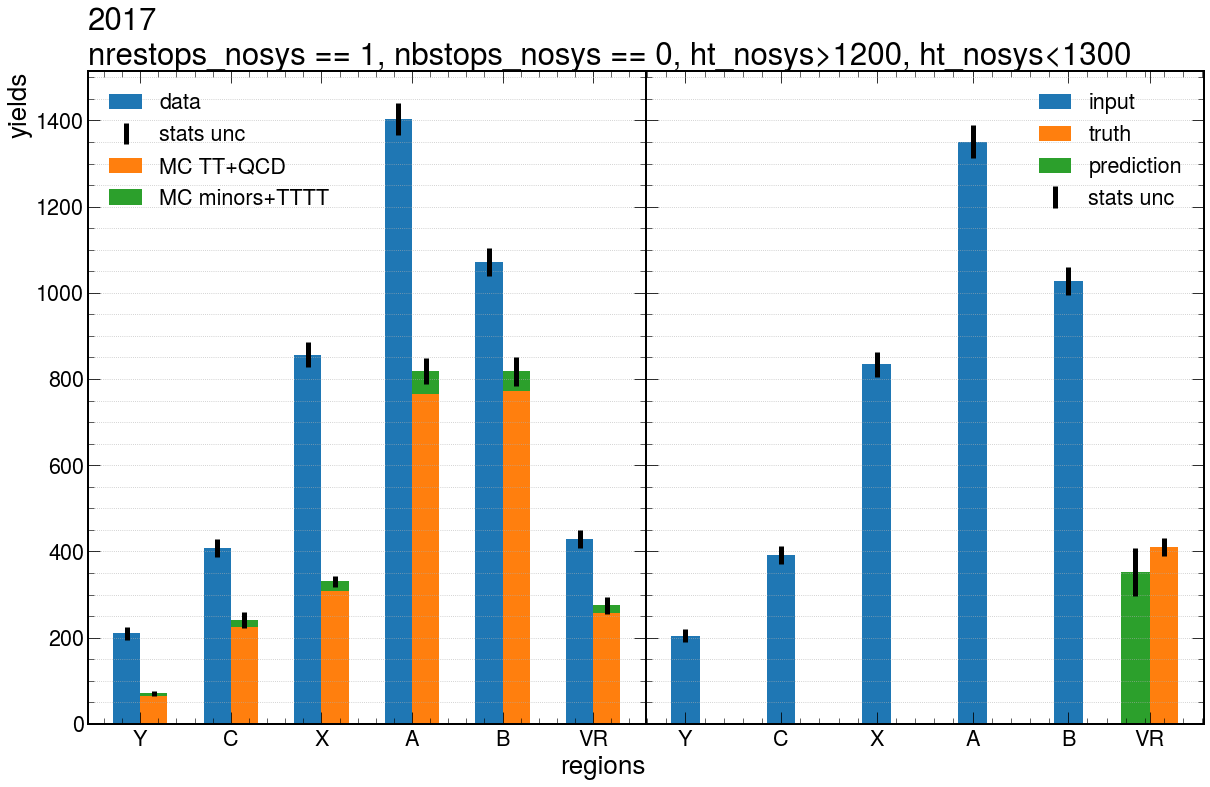 2017
nrestops_nosys == 1, nbstops_nosys == 0, ht_nosys>1200, ht_nosys<1300
yields
1400
1200
1000
800
600
400
200
0
data
stats unc
MC TT+QCD
MC minors+TTTT
input
truth
prediction
stats unc
Y C X A B VR
Y C X A B VR
regions